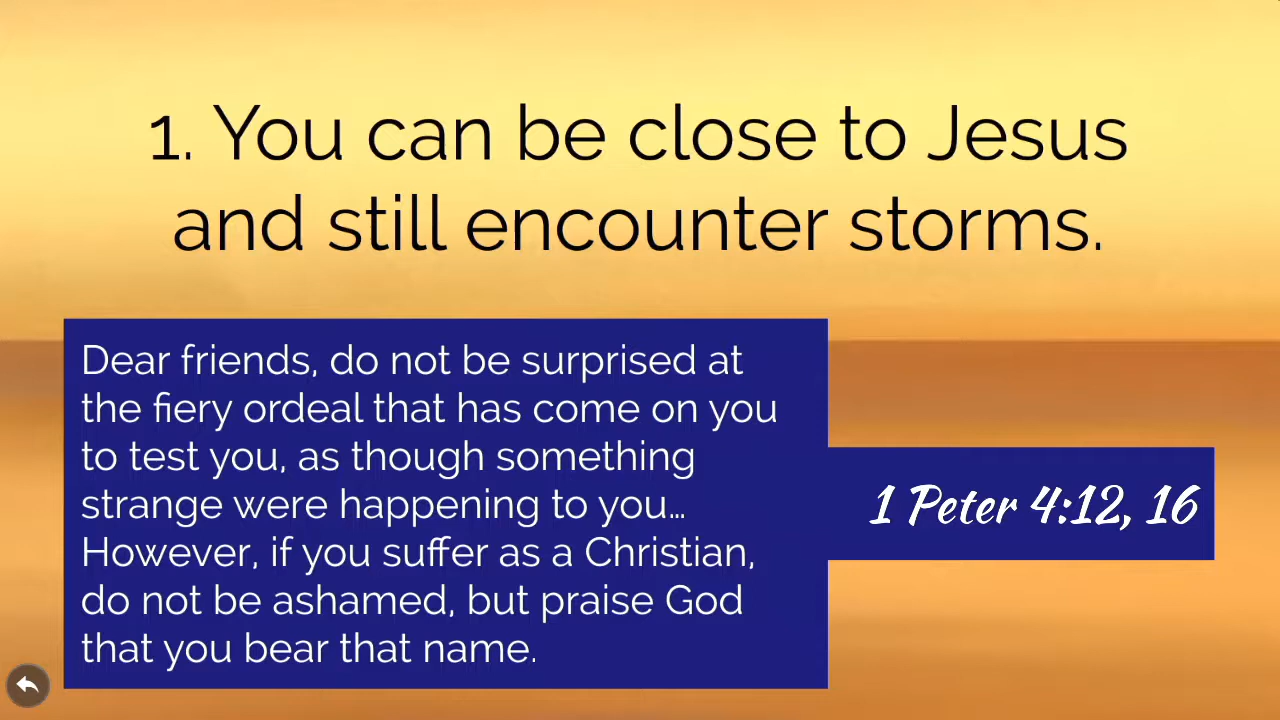 1. You can be close to Jesus
and still encounter storms.
Dear friends, do not be surprised at
the fiery ordeal that has come on you
to test you, as though something
strange were happening to you…
However, if you suffer as a Christian,
do not be ashamed, but praise God
that you bear that name.
1 Peter 4:12, 16